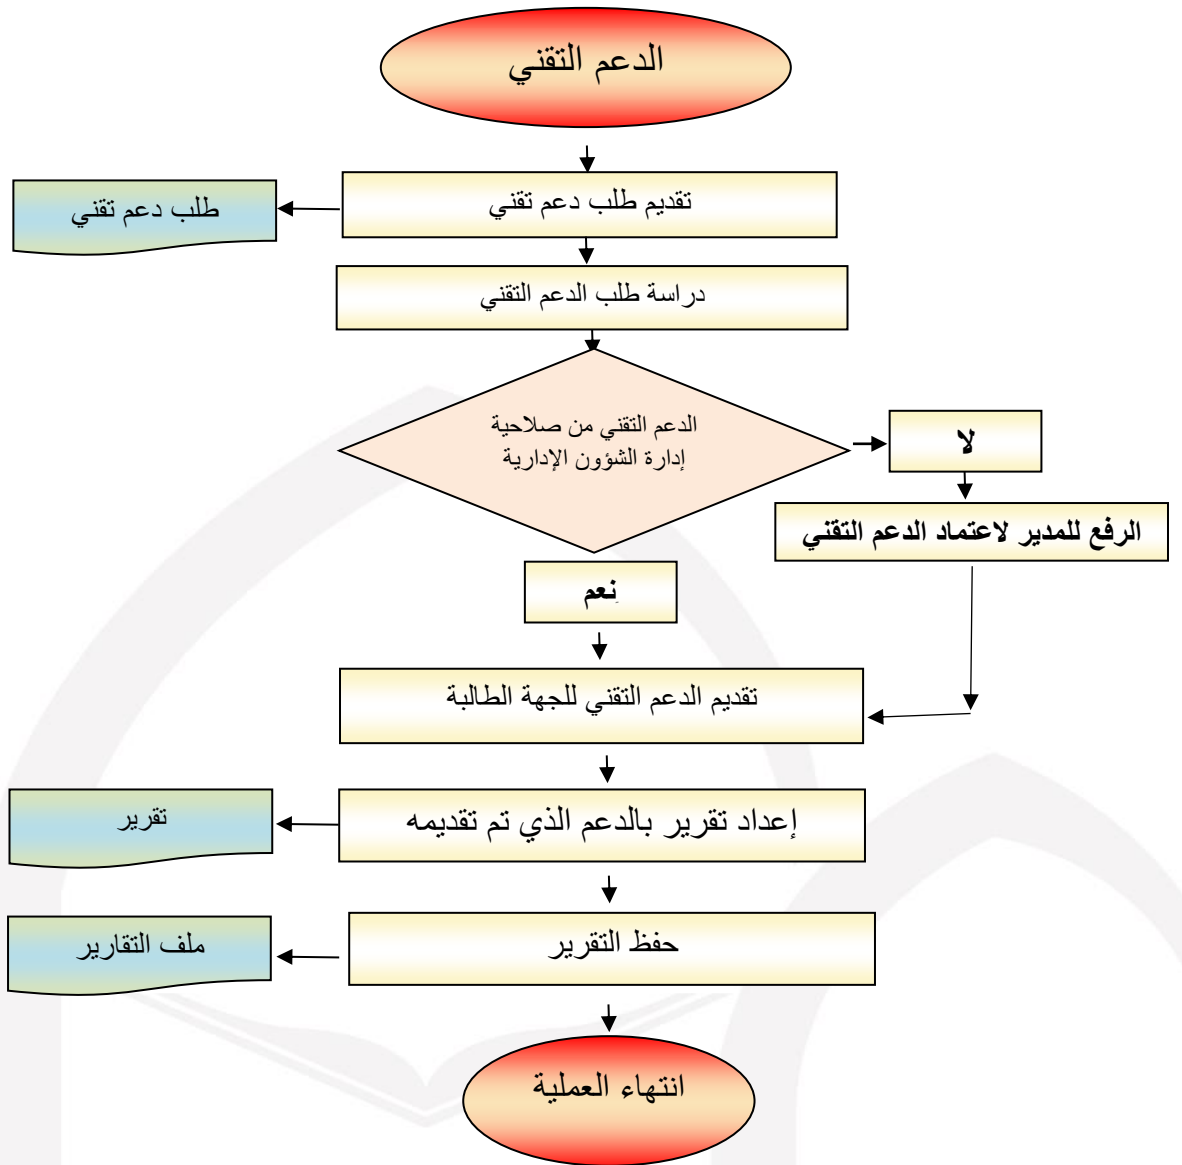 الدعم التقني
تقديم طلب دعم تقني
طلب دعم تقني
دراسة طلب الدعم التقني
الدعم التقني من صلاحية
إدارة الشؤون الإدارية
لا
الرفع للمدير لاعتماد الدعم التقني
نعم
تقديم الدعم التقني للجهة الطالبة
إعداد تقرير بالدعم الذي تم تقديمه
تقرير
حفظ التقرير
ملف التقارير
انتهاء العملية